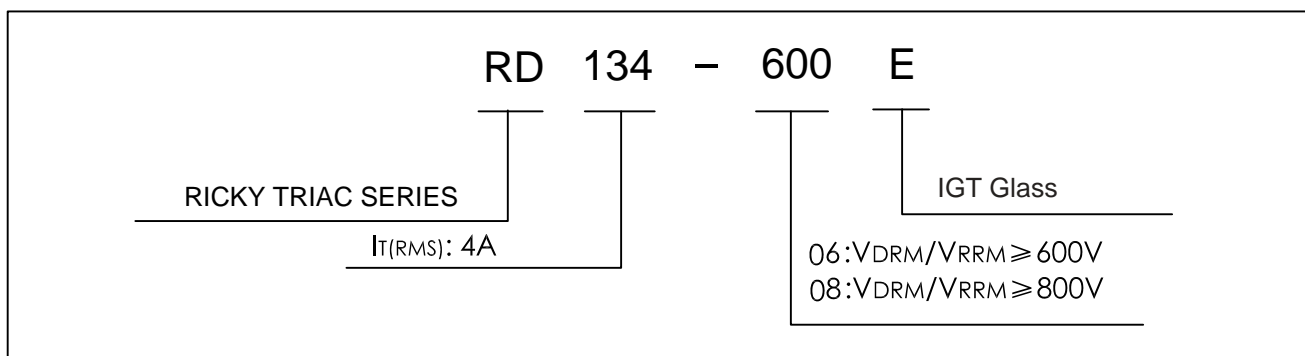 RD 134 – 600 E
RICKY TRIAC SERIES
IGT Glass
IT(RMS): 4A
06:VDRM/VRRM≥600V
08:VDRM/VRRM≥800V